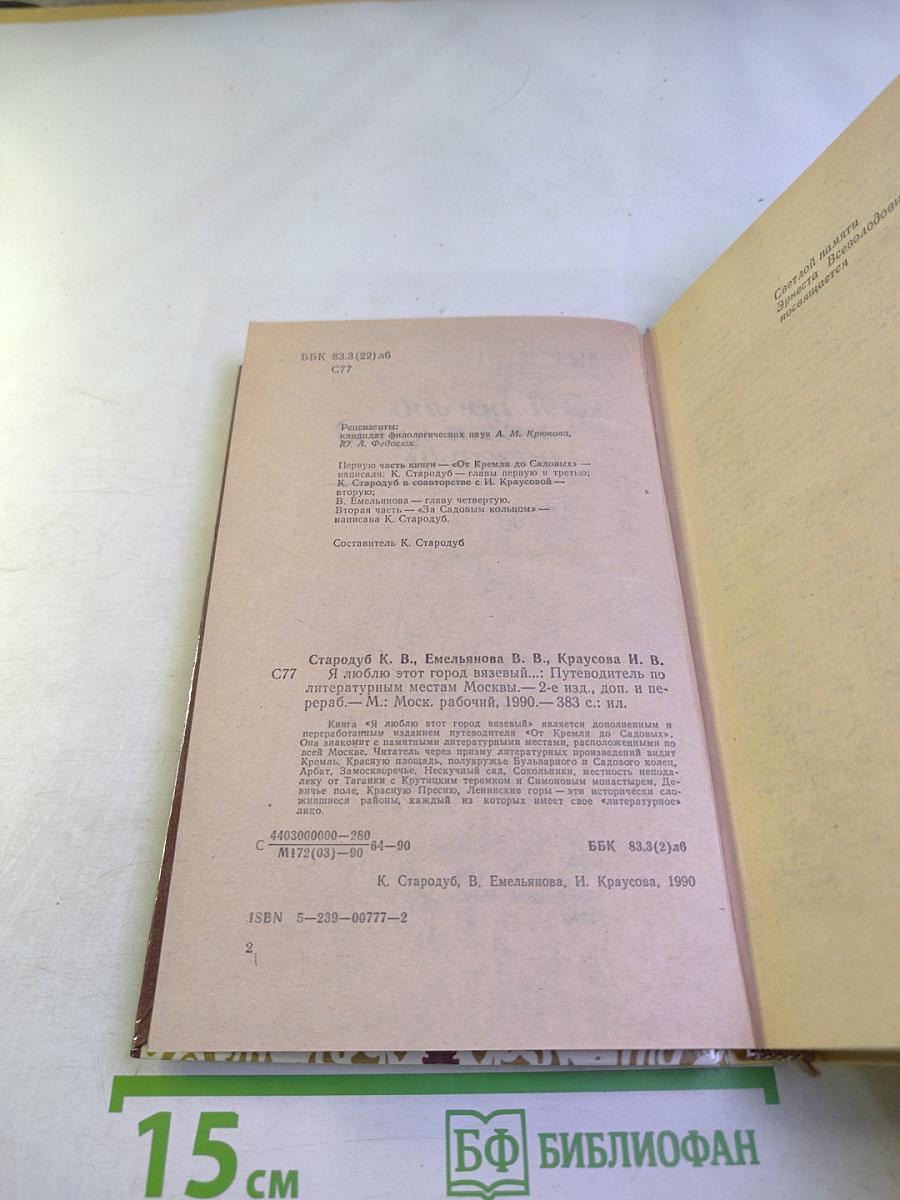 ББК 83.3(22)лб
С77
Рецензенты:
кандидат филологических наук А. М. Крюкова,
Ю. А. Федосюк
Первую часть книги — «От Кремля до Садовых» —
написали: К. Стародуб — главы первую и третью;
К. Стародуб в соавторстве с И. Краусовой —
вторую;
В. Емельянова — главу четвертую.
Вторая часть — «За Садовым кольцом» —
написана К. Стародуб.
Составитель К. Стародуб
Стародуб К. В., Емельянова В. В., Краусова И. В.
С77 Я люблю этот город вязевый...: Путеводитель по
литературным местам Москвы.— 2-е изд., доп. и пе-
рераб.— М.: Моск. рабочий, 1990.— 383 с.: ил.
Книга «Я люблю этот город вязевый» является дополненным и
переработанным изданием путеводителя «От Кремля до Садовых».
Она знакомит с памятными литературными местами, расположенными по
всей Москве. Читатель через призму литературных произведений видит
Кремль, Красную площадь, полукружье Бульварного и Садового колец,
Арбат, Замоскворечье, Нескучный сад, Сокольники, местность непода-
леку от Таганки с Крутицким теремком и Симоновым монастырем, Де-
вичье поле, Красную Пресню, Ленинские горы — эти исторически сло-
жившиеся районы, каждый из которых имеет свое «литературное»
лицо.
С 4403000000—280
М172(03)—90 64—90 ББК 83.3(2)лб
К. Стародуб, В. Емельянова, И. Краусова, 1990
ISBN 5—239—00777—2
2
Светлой памяти
Эрнеста Всеволодови
посвящается
15 см
БФ БИБЛИОФАН